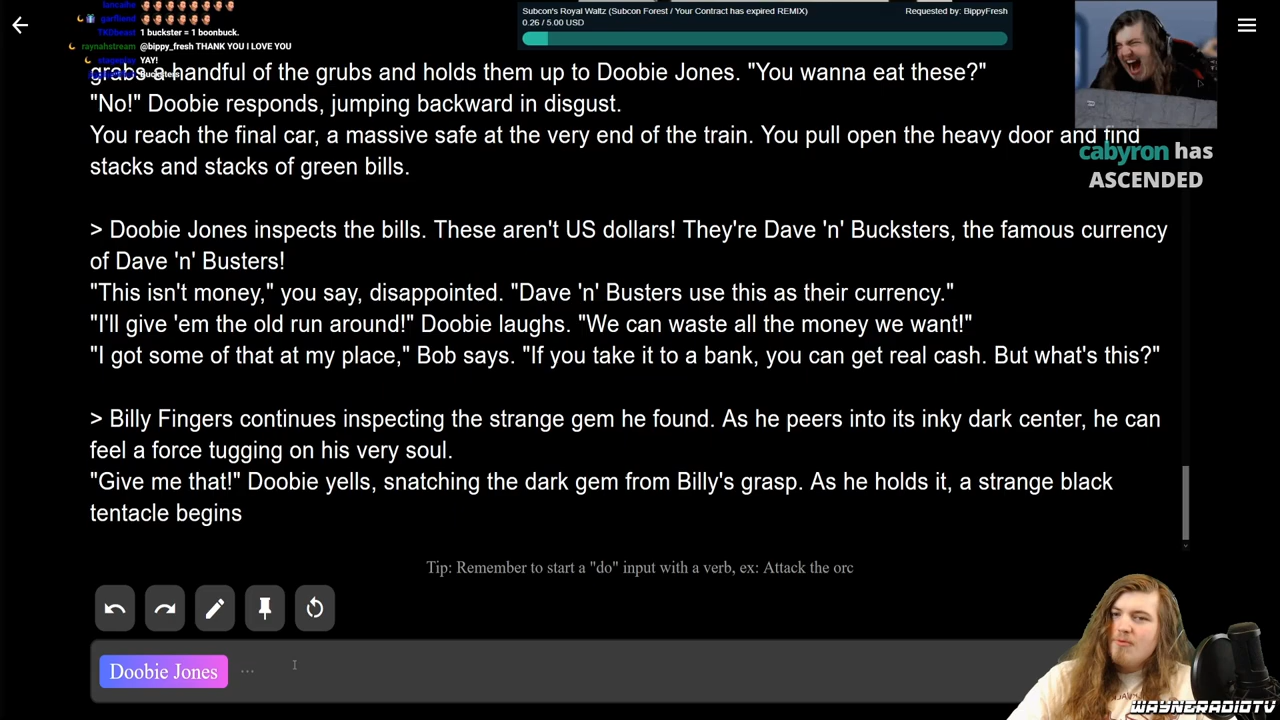 lancaihe
garfiend
TKDbeast 1 buckster = 1 boonbuck.
raynahstream @bippy_fresh THANK YOU I LOVE YOU
stageplay YAY!
Bucksters
Subcon's Royal Waltz (Subcon Forest / Your Contract has expired REMIX) Requested by: BippyFresh
0.26 / 5.00 USD
cabyron has
ASCENDED
handful of the grubs and holds them up to Doobie Jones. "You wanna eat these?"
"No!" Doobie responds, jumping backward in disgust.
You reach the final car, a massive safe at the very end of the train. You pull open the heavy door and find
stacks and stacks of green bills.
> Doobie Jones inspects the bills. These aren't US dollars! They're Dave 'n' Bucksters, the famous currency
of Dave 'n' Busters!
"This isn't money," you say, disappointed. "Dave 'n' Busters use this as their currency."
"I'll give 'em the old run around!" Doobie laughs. "We can waste all the money we want!"
"I got some of that at my place," Bob says. "If you take it to a bank, you can get real cash. But what's this?"
> Billy Fingers continues inspecting the strange gem he found. As he peers into its inky dark center, he can
feel a force tugging on his very soul.
"Give me that!" Doobie yells, snatching the dark gem from Billy's grasp. As he holds it, a strange black
tentacle begins
Tip: Remember to start a "do" input with a verb, ex: Attack the orc
Doobie Jones ...
WAYNERADIOTV